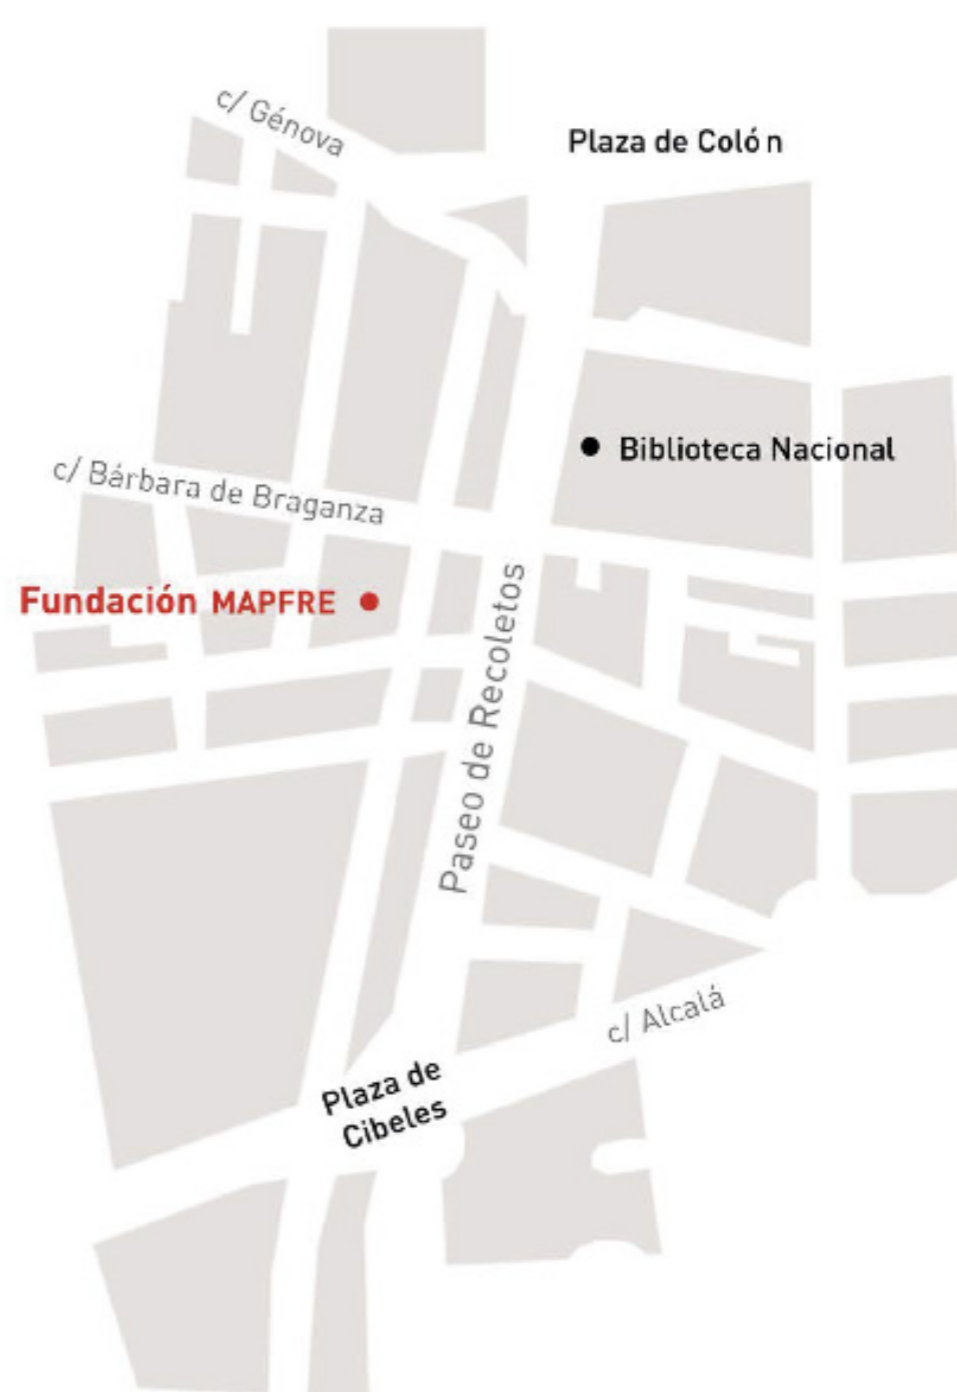 c/ Génova
Plaza de Colón
Biblioteca Nacional
c/ Bárbara de Braganza
Fundación MAPFRE
Paseo de Recoletos
c/ Alcalá
Plaza de
Cibeles